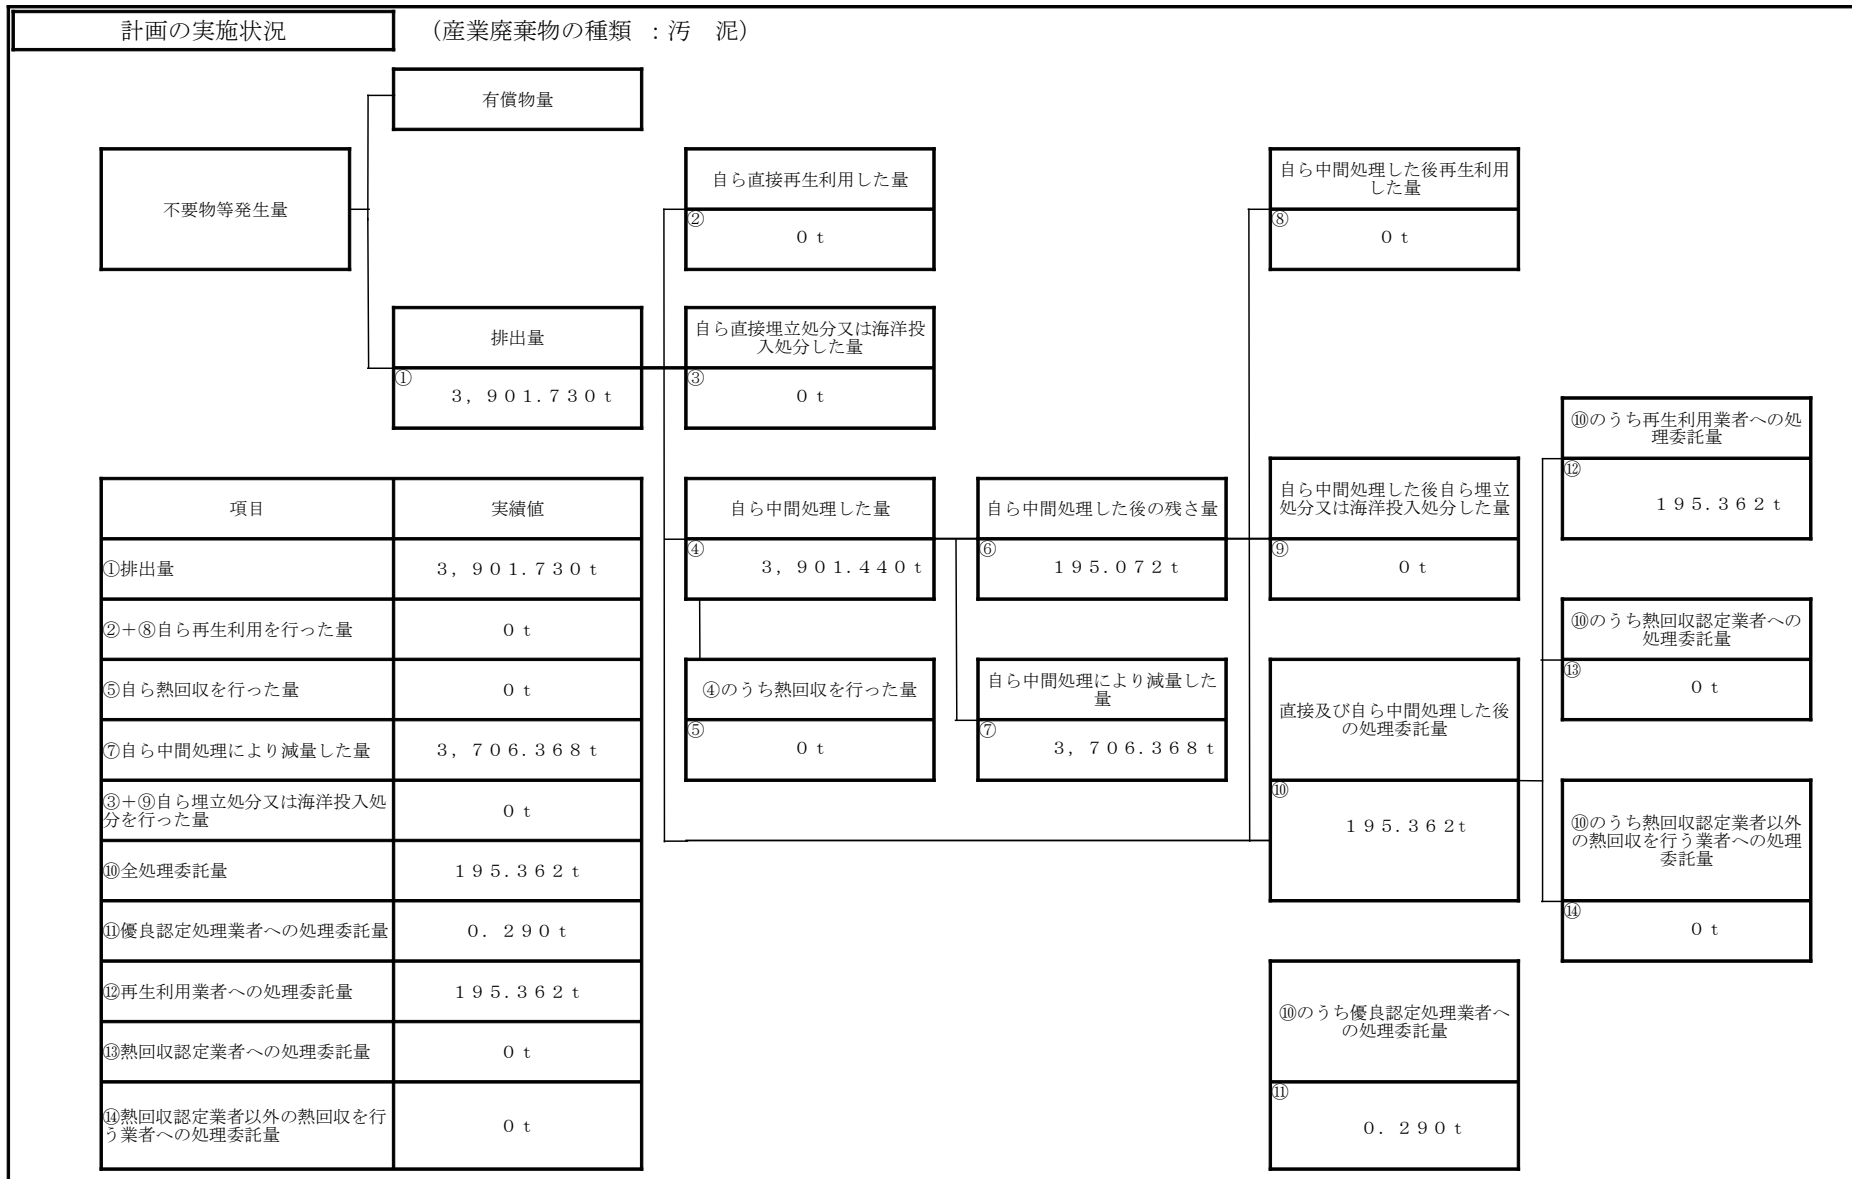 計画の実施状況
（産業廃棄物の種類 ：汚 泥）
有償物量
不要物等発生量
自ら直接再生利用した量
②
０ｔ
自ら中間処理した後再生利用
した量
⑧
０ｔ
排出量
①
３，９０１．７３０ｔ
自ら直接埋立処分又は海洋投
入処分した量
③
０ｔ
⑩のうち再生利用業者への処
理委託量
⑫
１９５．３６２ｔ
自ら中間処理した量
④
３，９０１．４４０ｔ
自ら中間処理した後の残さ量
⑥
１９５．０７２ｔ
自ら中間処理した後自ら埋立
処分又は海洋投入処分した量
⑨
０ｔ
⑩のうち熱回収認定業者への
処理委託量
⑬
０ｔ
④のうち熱回収を行った量
⑤
０ｔ
自ら中間処理により減量した
量
⑦
３，７０６．３６８ｔ
直接及び自ら中間処理した後
の処理委託量
⑩
１９５．３６２ｔ
⑩のうち熱回収認定業者以外
の熱回収を行う業者への処理
委託量
⑭
０ｔ
⑩のうち優良認定処理業者へ
の処理委託量
⑪
０．２９０ｔ
項目 実績値
①排出量 ３，９０１．７３０ｔ
②＋⑧自ら再生利用を行った量 ０ｔ
⑤自ら熱回収を行った量 ０ｔ
⑦自ら中間処理により減量した量 ３，７０６．３６８ｔ
③＋⑨自ら埋立処分又は海洋投入処
分を行った量 ０ｔ
⑩全処理委託量 １９５．３６２ｔ
⑪優良認定処理業者への処理委託量 ０．２９０ｔ
⑫再生利用業者への処理委託量 １９５．３６２ｔ
⑬熱回収認定業者への処理委託量 ０ｔ
⑭熱回収認定業者以外の熱回収を行
う業者への処理委託量 ０ｔ